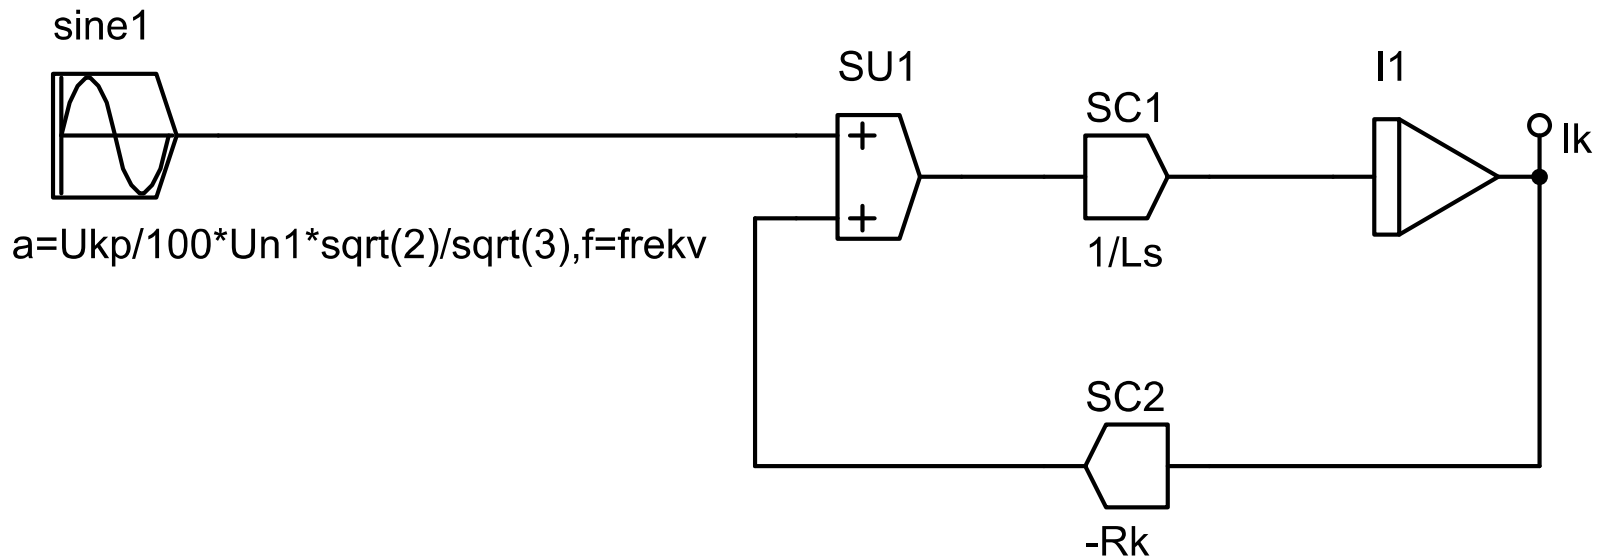 sine1
SU1
I1
SC1
Ik
+
+
a=Ukp/100*Un1*sqrt(2)/sqrt(3),f=frekv
1/Ls
SC2
-Rk